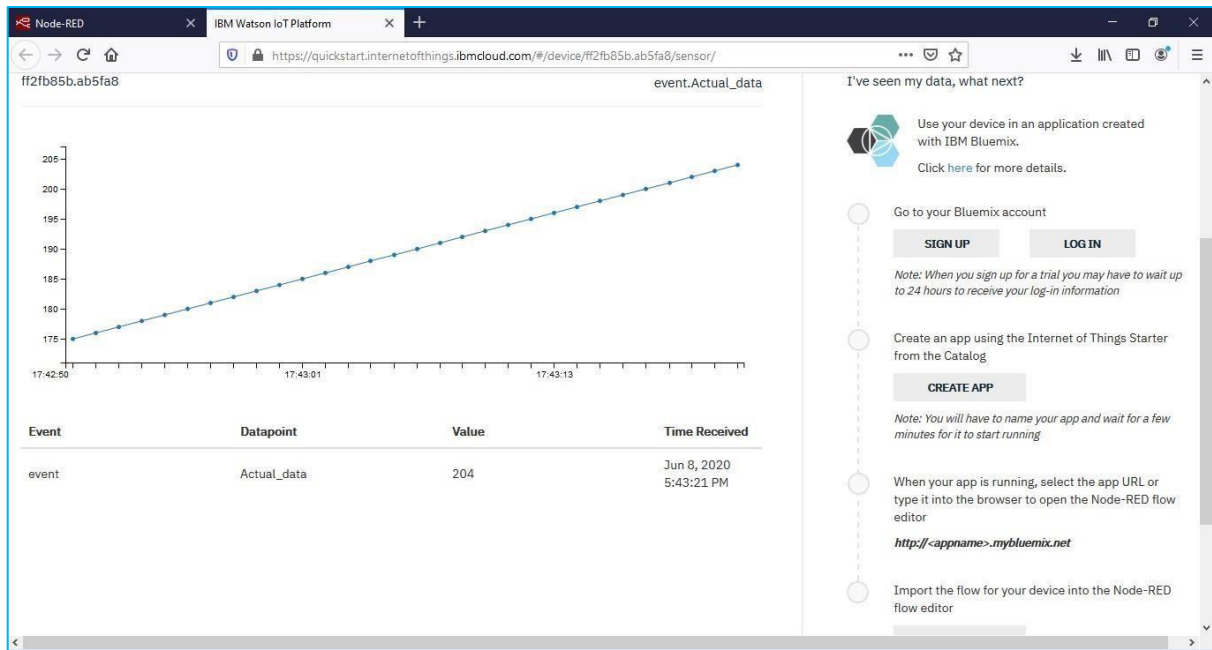 Node-RED
IBM Watson IoT Platform
https://quickstart.internetofthings.ibmcloud.com/#/device/ff2fb85b.ab5fa8/sensor/
ff2fb85b.ab5fa8
event.Actual_data
205
200
195
190
185
180
175
17:42:50
17:43:01
17:43:13
Event Datapoint Value Time Received
event Actual_data 204 Jun 8, 2020
5:43:21 PM
I've seen my data, what next?
Use your device in an application created
with IBM Bluemix.
Click here for more details.
Go to your Bluemix account
SIGN UP LOG IN
Note: When you sign up for a trial you may have to wait up
to 24 hours to receive your log-in information
Create an app using the Internet of Things Starter
from the Catalog
CREATE APP
Note: You will have to name your app and wait for a few
minutes for it to start running
When your app is running, select the app URL or
type it into the browser to open the Node-RED flow
editor
http://<appname>.mybluemix.net
Import the flow for your device into the Node-RED
flow editor